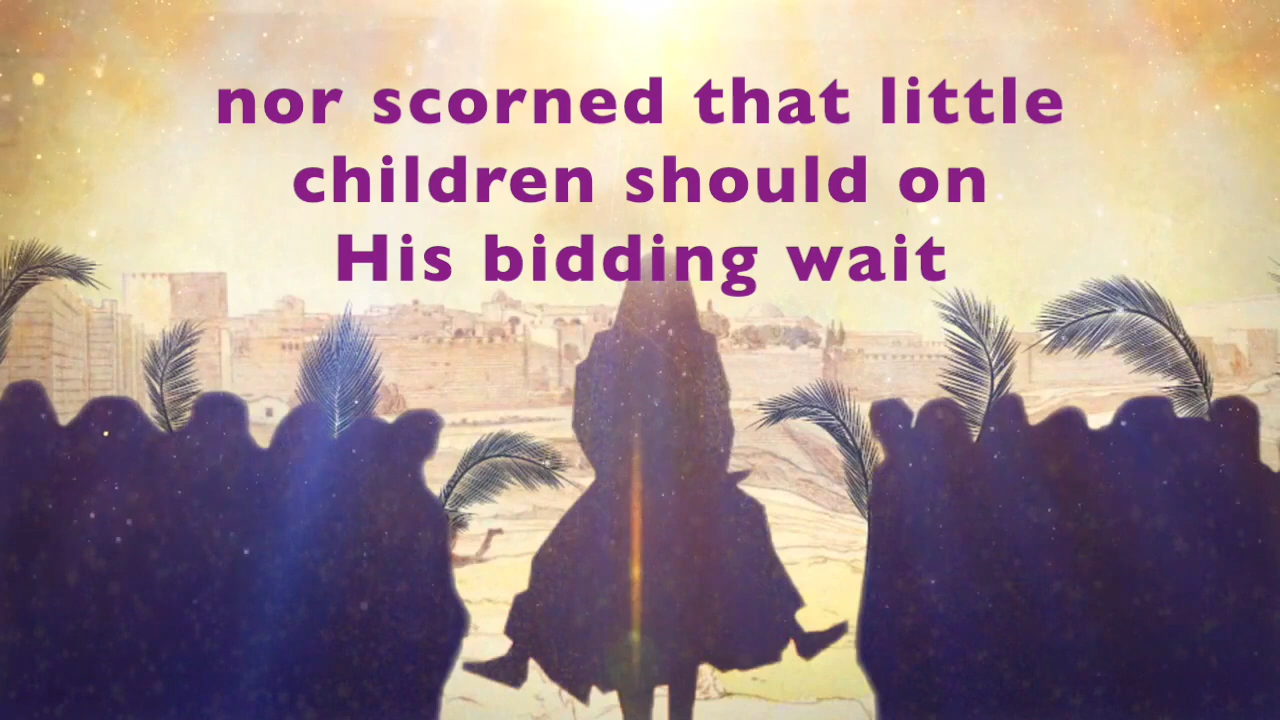 nor scorned that little
children should on
His bidding wait